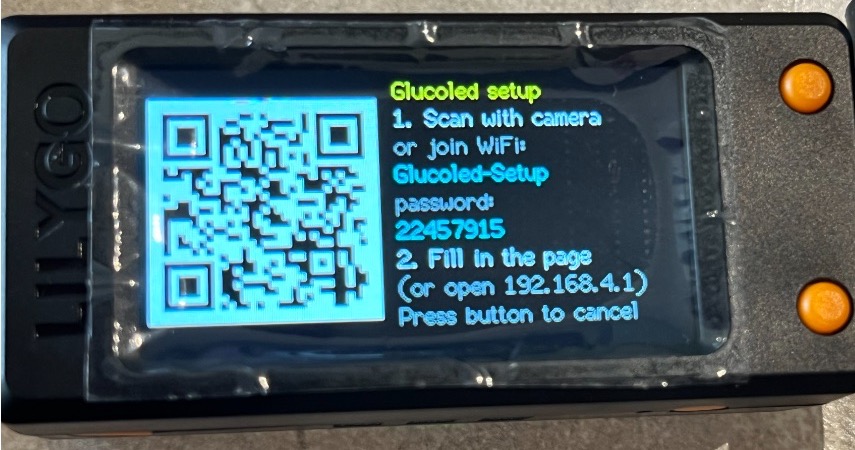 LILYGO
Glucoled setup
1. Scan with camera
or join WiFi:
Glucoled-Setup
password:
22457915
2. Fill in the page
(or open 192.168.4.1)
Press button to cancel